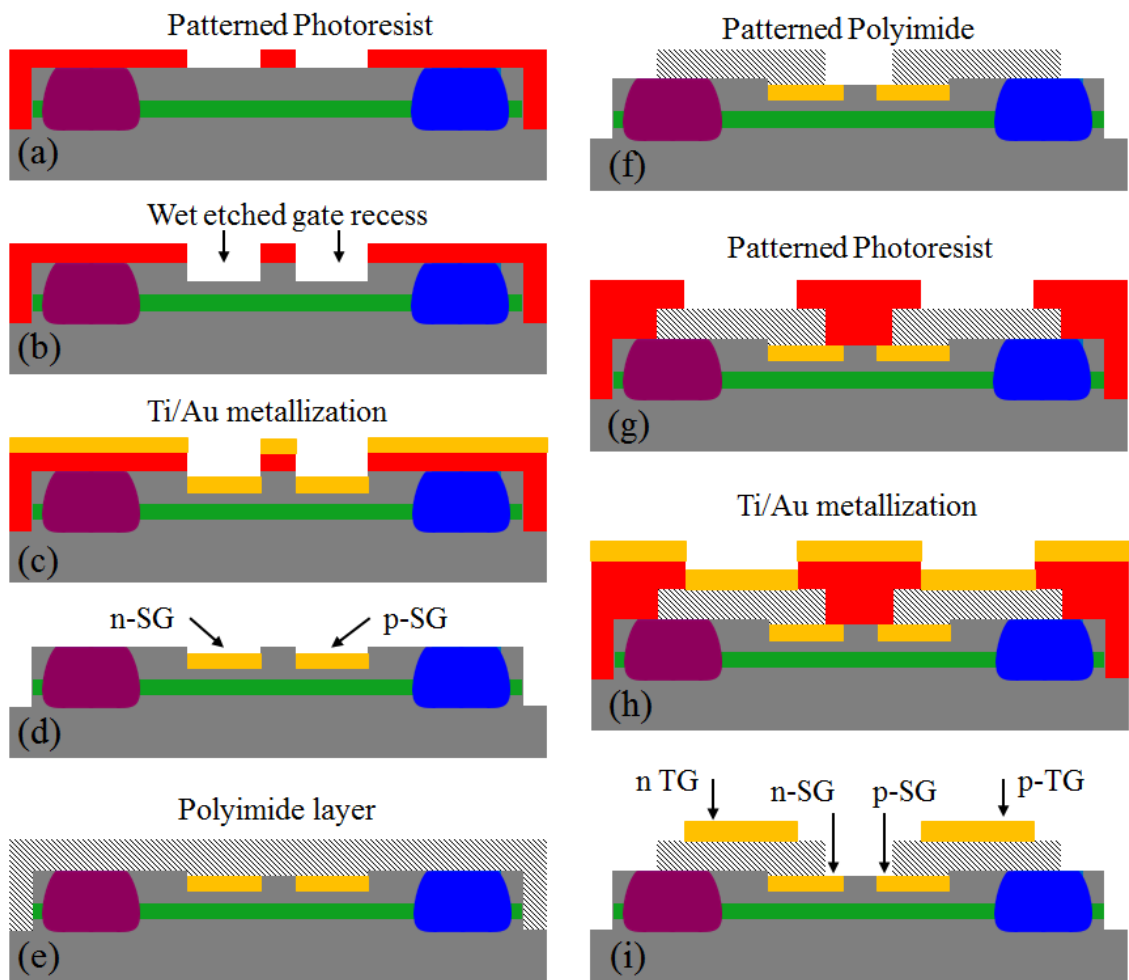 Patterned Photoresist
(a)
Wet etched gate recess
(b)
Ti/Au metallization
(c)
n-SG p-SG
(d)
Polyimide layer
(e)
Patterned Polyimide
(f)
Patterned Photoresist
(g)
Ti/Au metallization
(h)
n TG n-SG p-SG p-TG
(i)